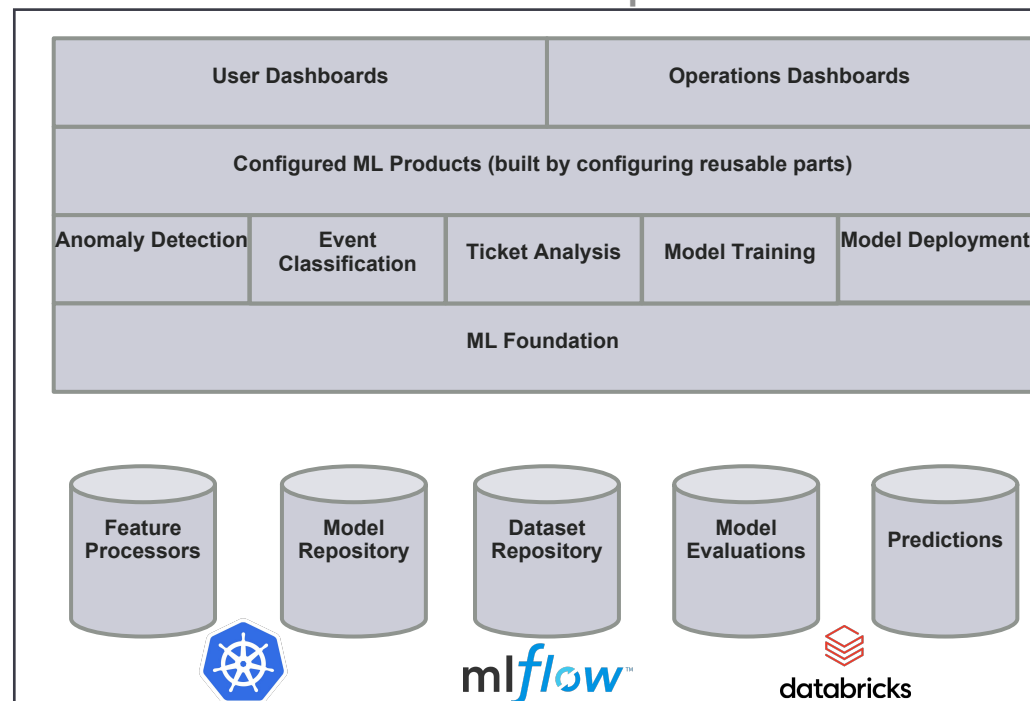 User Dashboards
Operations Dashboards
Configured ML Products (built by configuring reusable parts)
Anomaly Detection
Event
Classification
Ticket Analysis
Model Training
Model Deployment
ML Foundation
Feature
Processors
Model
Repository
Dataset
Repository
Model
Evaluations
Predictions
mlflow™
databricks